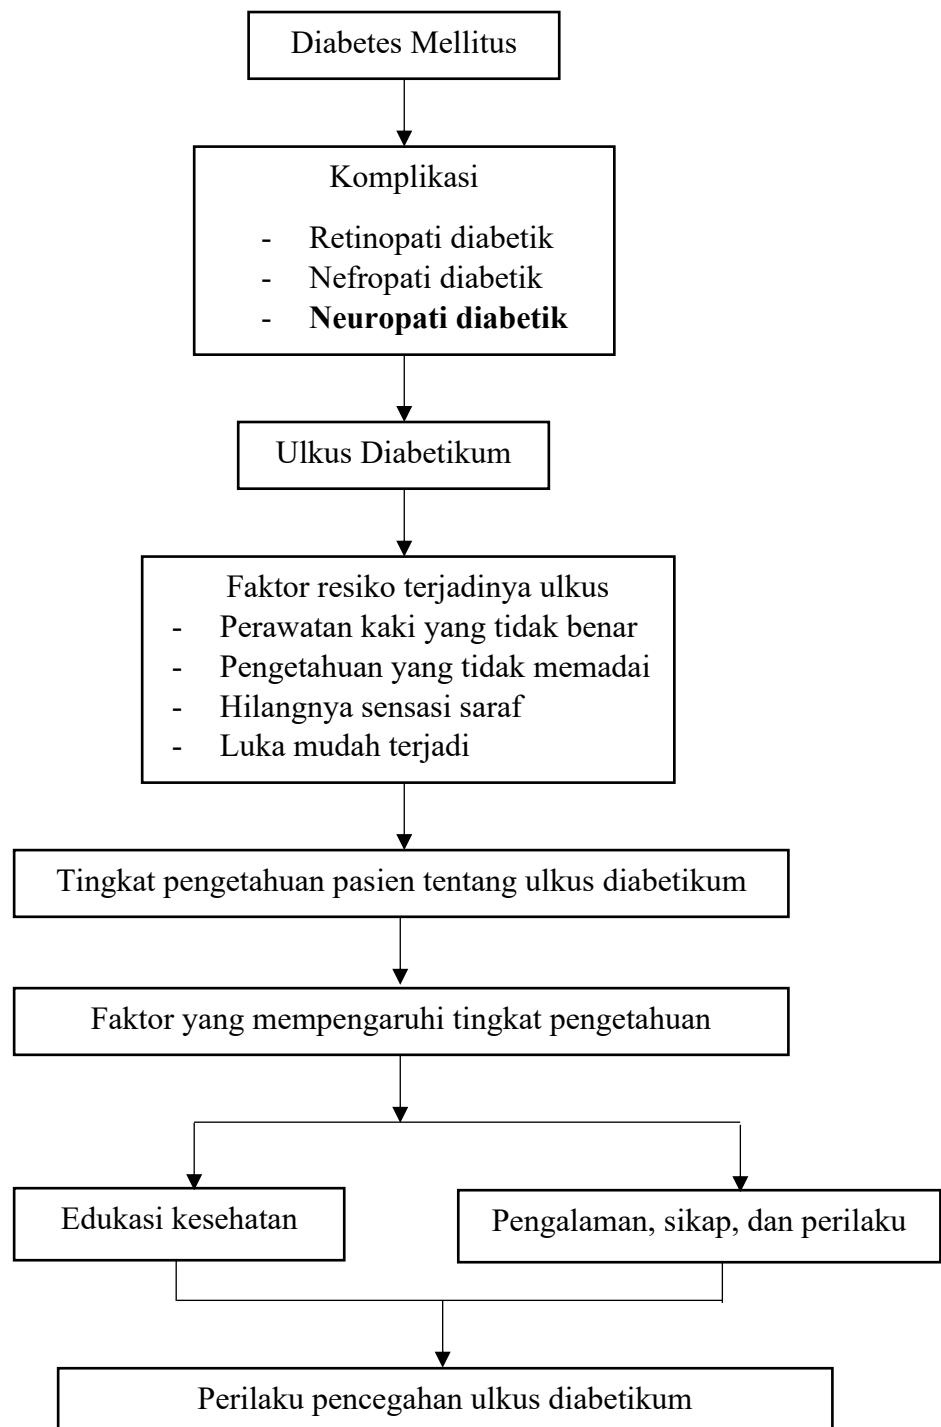 Diabetes Mellitus
Komplikasi
- Retinopati diabetik
- Nefropati diabetik
- Neuropati diabetik
Ulkus Diabetikum
Faktor resiko terjadinya ulkus
- Perawatan kaki yang tidak benar
- Pengetahuan yang tidak memadai
- Hilangnya sensasi saraf
- Luka mudah terjadi
Tingkat pengetahuan pasien tentang ulkus diabetikum
Faktor yang mempengaruhi tingkat pengetahuan
Edukasi kesehatan
Pengalaman, sikap, dan perilaku
Perilaku pencegahan ulkus diabetikum